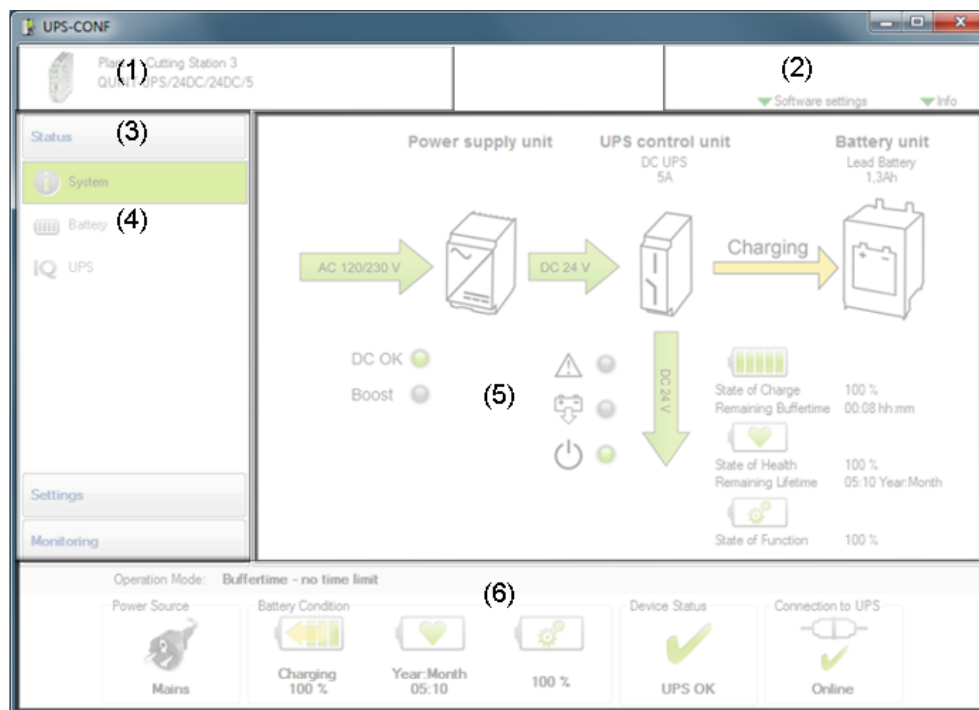 UPS-CONF
(1)
Cutting Station 3
UPS/24DC/24DC/5
(2)
Software settings
Info
Status
(3)
System
Battery
(4)
IQ UPS
Settings
Monitoring
Power supply unit
UPS control unit
DC UPS
5A
Battery unit
Lead Battery
1,3Ah
AC 120/230 V
DC 24 V
Charging
DC OK
Boost
DC 24 V
(5)
State of Charge 100 %
Remaining Buffertime 00:08 hh:mm
State of Health 100 %
Remaining Lifetime 05:10 Year:Month
State of Function 100 %
Operation Mode: Buffertime - no time limit
(6)
Power Source
Mains
Battery Condition
Charging
100 %
Year:Month
05:10
100 %
Device Status
UPS OK
Connection to UPS
Online